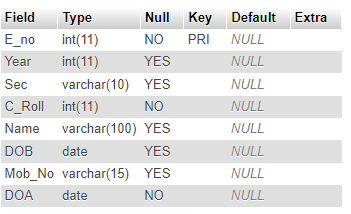 Field Type Null Key Default Extra
E_no int(11) NO PRI NULL
Year int(11) YES NULL
Sec varchar(10) YES NULL
C_Roll int(11) NO NULL
Name varchar(100) YES NULL
DOB date YES NULL
Mob_No varchar(15) YES NULL
DOA date NO NULL